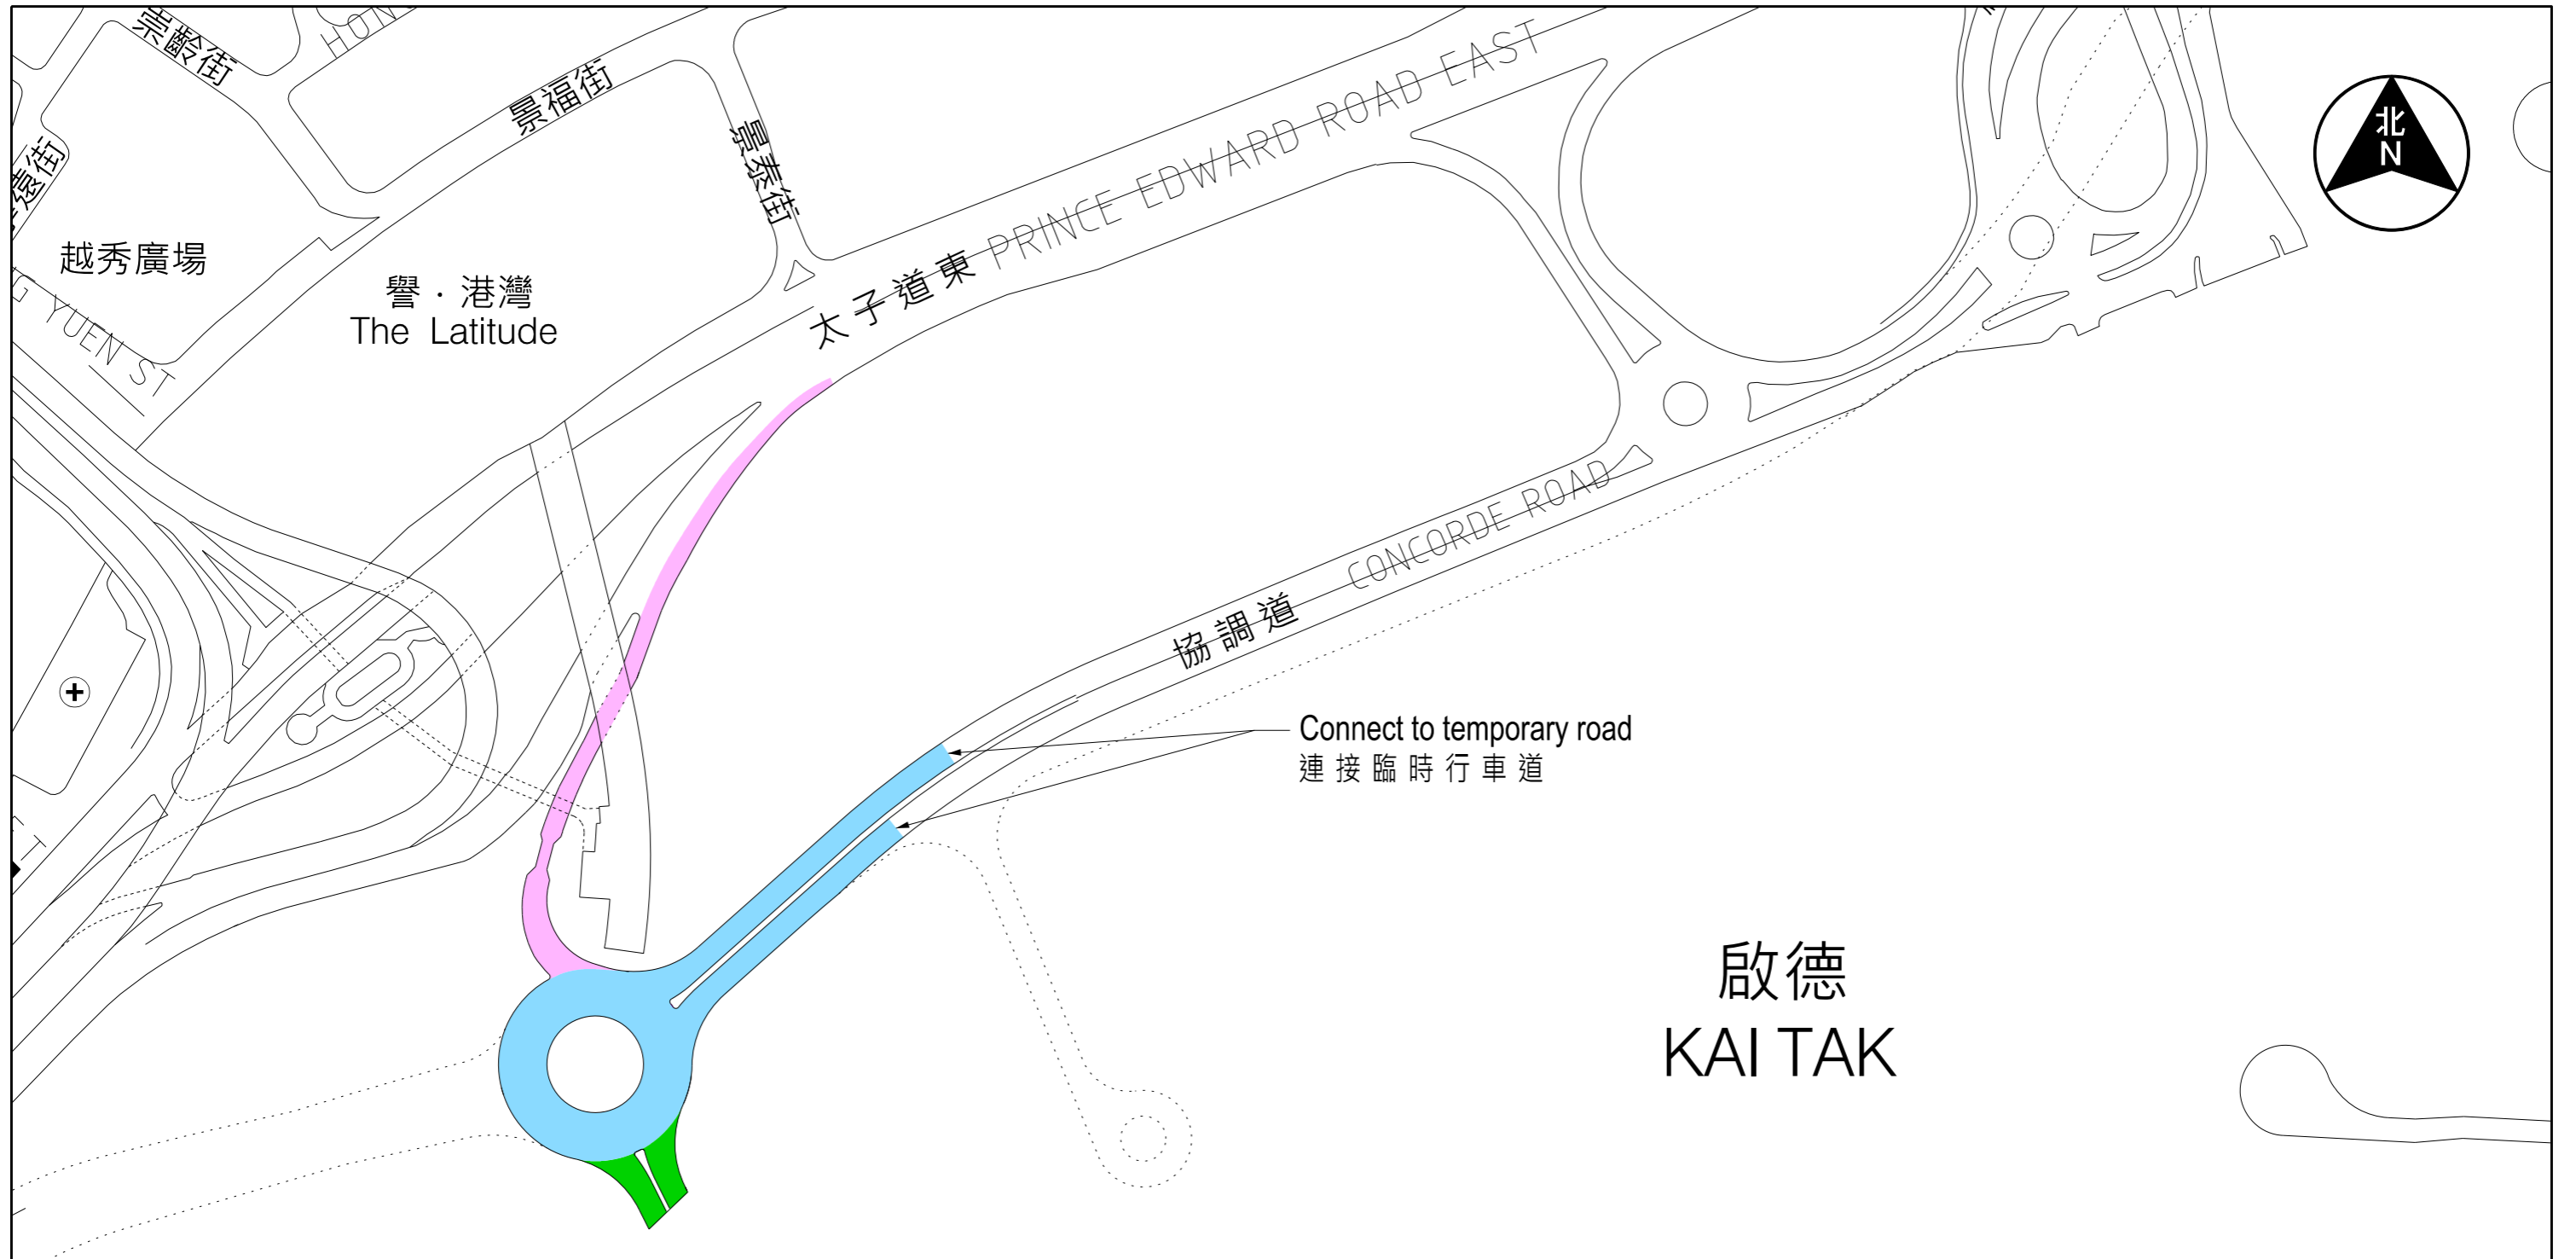 崇齡街
景福街
景泰街
北
N
越秀廣場
YUEN ST
譽．港灣
The Latitude
太子道東 PRINCE EDWARD ROAD EAST
協調道 CONCORDE ROAD
Connect to temporary road
連接臨時行車道
啟德
KAI TAK